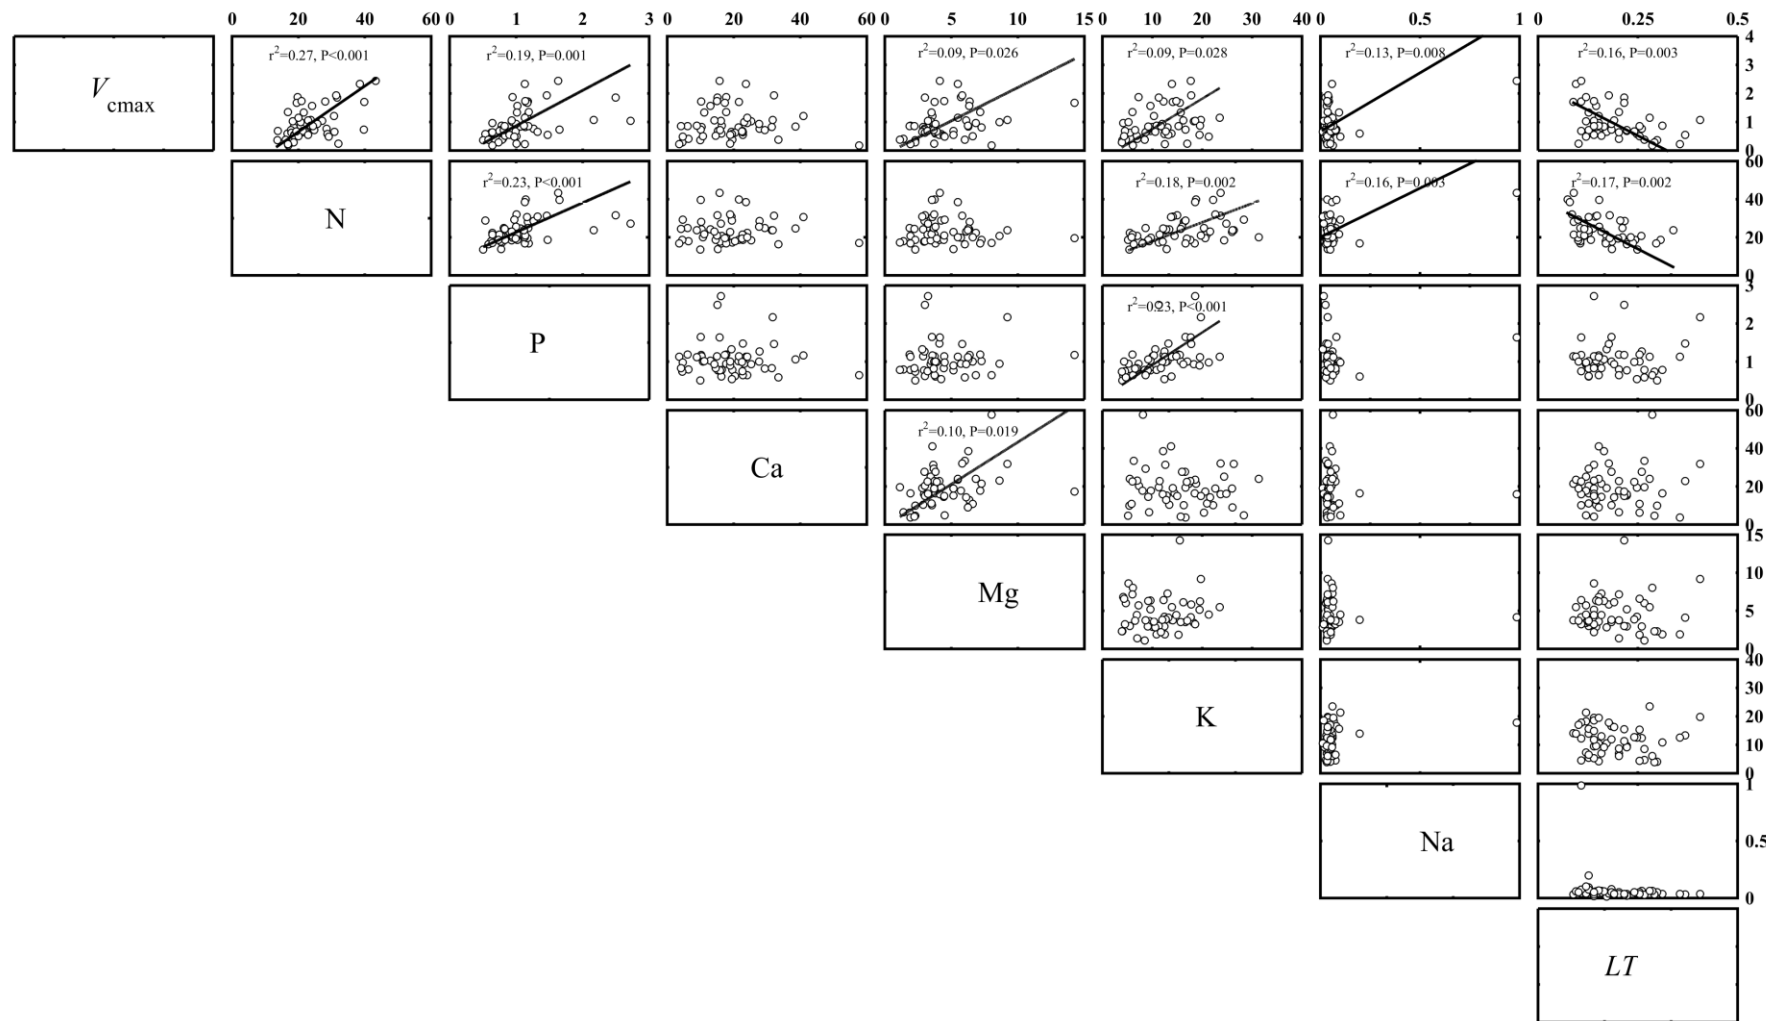 0 20 40 60 0 1 2 3 0 20 40 60 0 5 10 15 0 10 20 30 40 0 0.5 1 0 0.25 0.5
V cmax
r²=0.27, P<0.001
r²=0.19, P=0.001
r²=0.09, P=0.026
r²=0.09, P=0.028
r²=0.13, P=0.008
r²=0.16, P=0.003
4
3
2
1
0
N
r²=0.23, P<0.001
r²=0.18, P=0.002
r²=0.16, P=0.003
r²=0.17, P=0.002
60
40
20
0
P
r²=0.23, P<0.001
3
2
1
0
Ca
r²=0.10, P=0.019
60
40
20
0
Mg
15
10
5
0
K
40
30
20
10
0
Na
1
0.5
0
LT